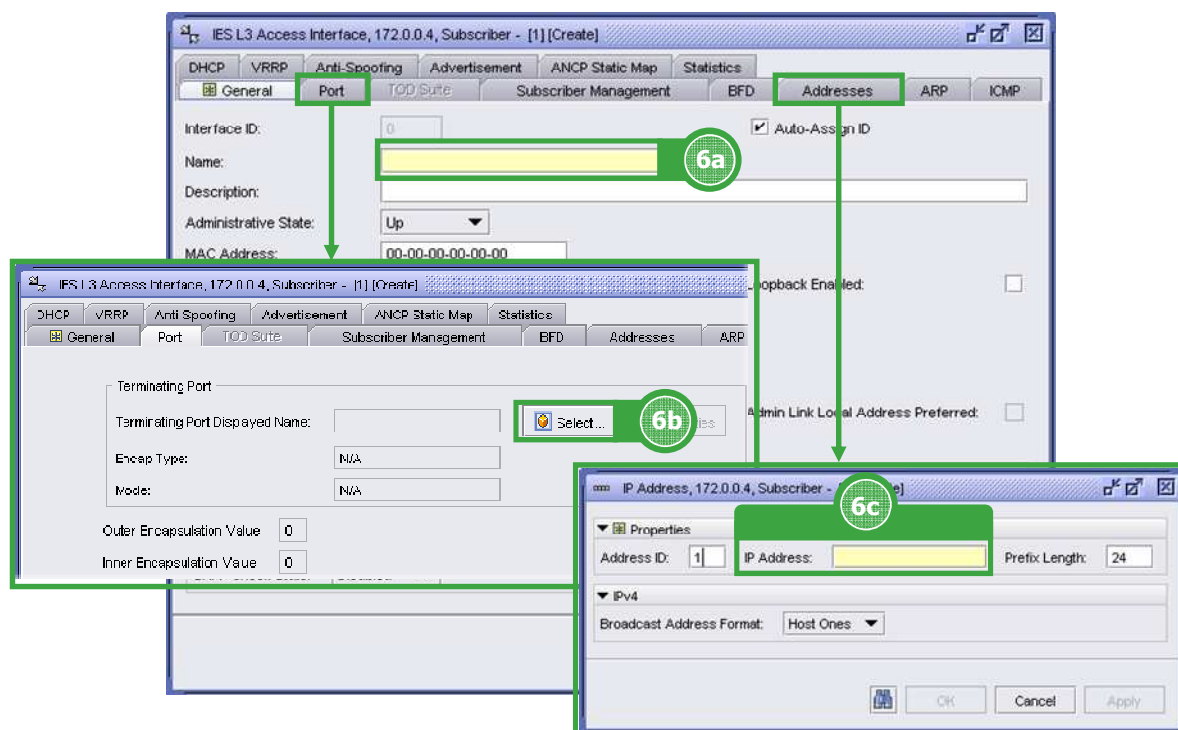 IES L3 Access Interface, 172.0.0.4, Subscriber - [1] [Create]
DHCP VRRP Anti-Spoofing Advertisement ANCP Static Map Statistics
General Port TOD Suite Subscriber Management BFD Addresses ARP ICMP
Interface ID: 0 Auto-Assign ID
Name: 6a
Description:
Administrative State: Up
MAC Address: 00-00-00-00-00-00
Loopback Enabled:
Admin Link Local Address Preferred:
IES L3 Access Interface, 172.0.0.4, Subscriber - [1] [Create]
DHCP VRRP Anti Spoofing Advertisement ANCP Static Map Statistics
General Port TOD Suite Subscriber Management BFD Addresses ARP
Terminating Port
Terminating Port Displayed Name: Select... 6b
Encap Type: N/A
Mode: N/A
Outer Encapsulation Value 0
Inner Encapsulation Value 0
IP Address, 172.0.0.4, Subscriber - 6c
Properties
Address ID: 1 IP Address: Prefix Length: 24
IPv4
Broadcast Address Format: Host Ones
OK Cancel Apply